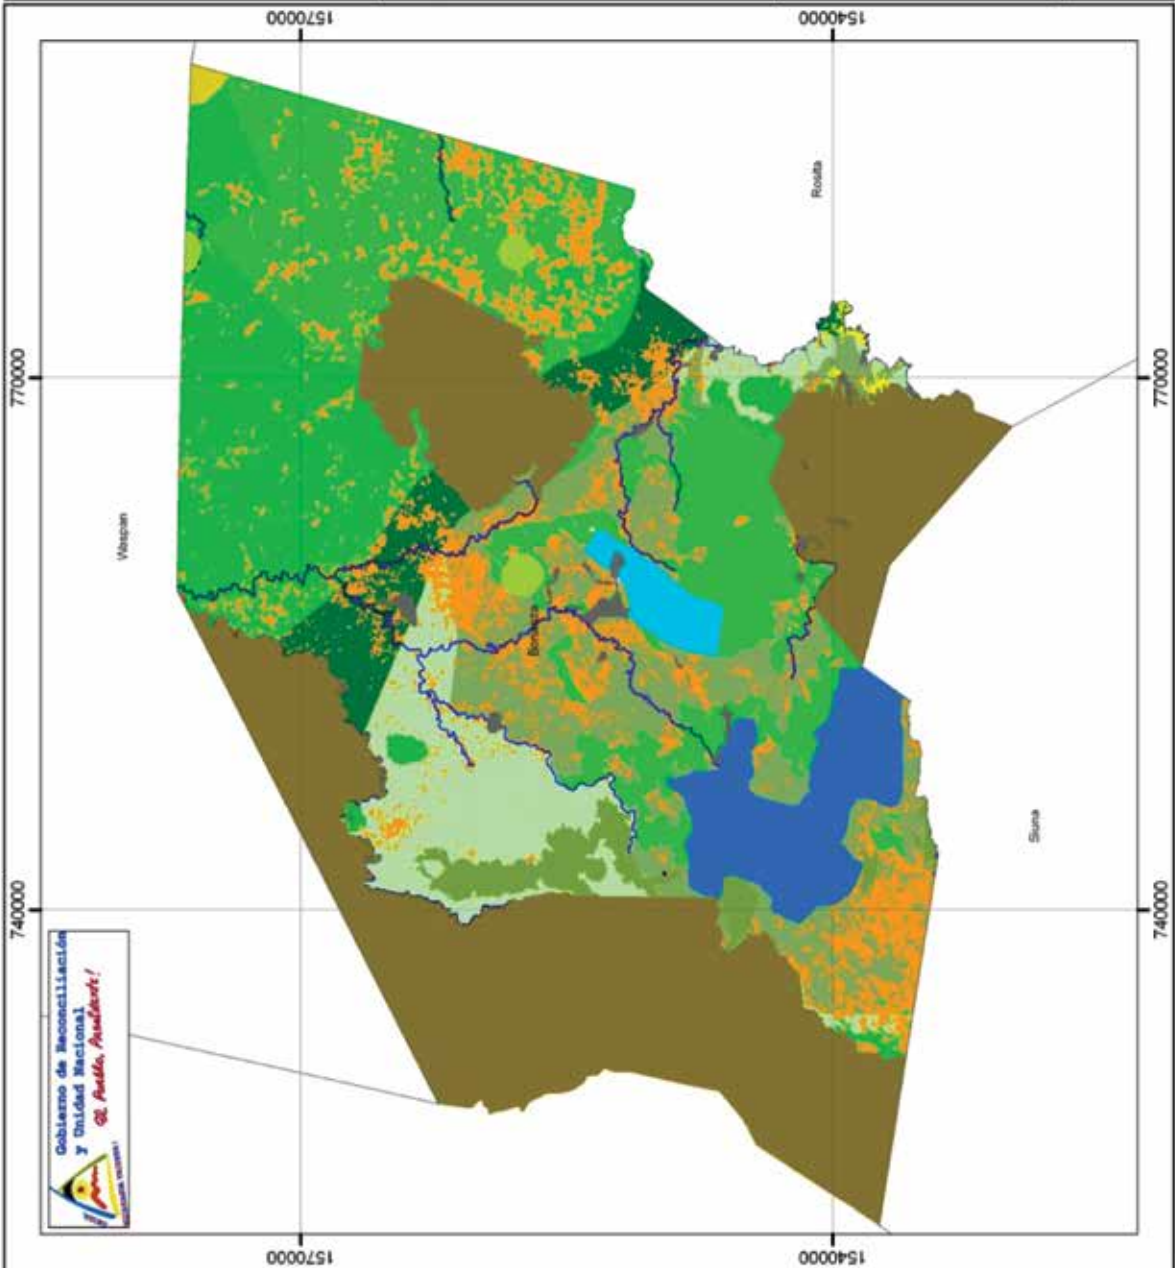 1570000
1540000
Rosita
770000
770000
Waspan
Bonanza
Siuna
740000
740000
Gobierno de Reconciliación
y Unidad Nacional
El Pueblo, Presidente!
1570000
1540000